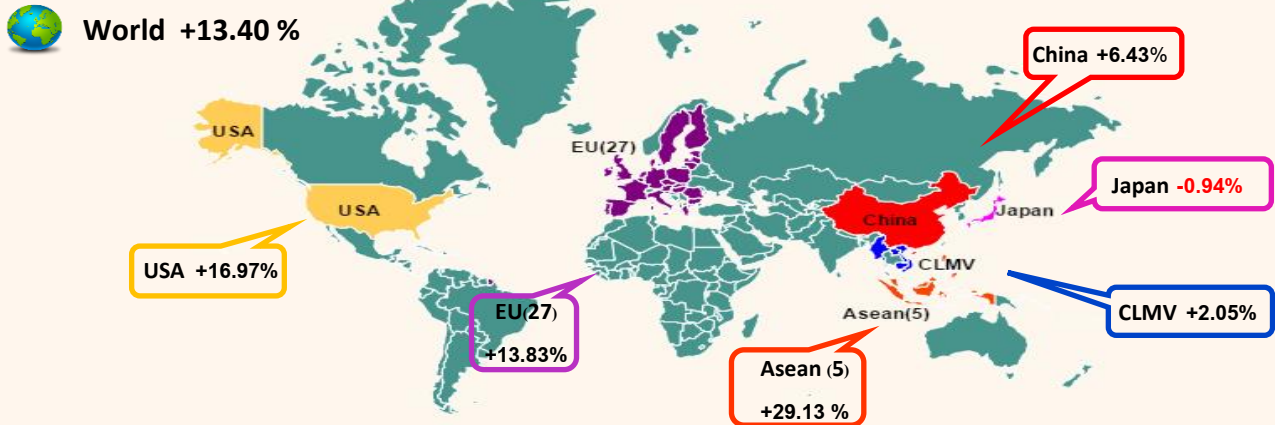 World +13.40 %
China +6.43%
USA
EU(27)
Japan -0.94%
USA
China
Japan
USA +16.97%
CLMV
EU(27)
+13.83%
Asean(5)
CLMV +2.05%
Asean (5)
+29.13 %